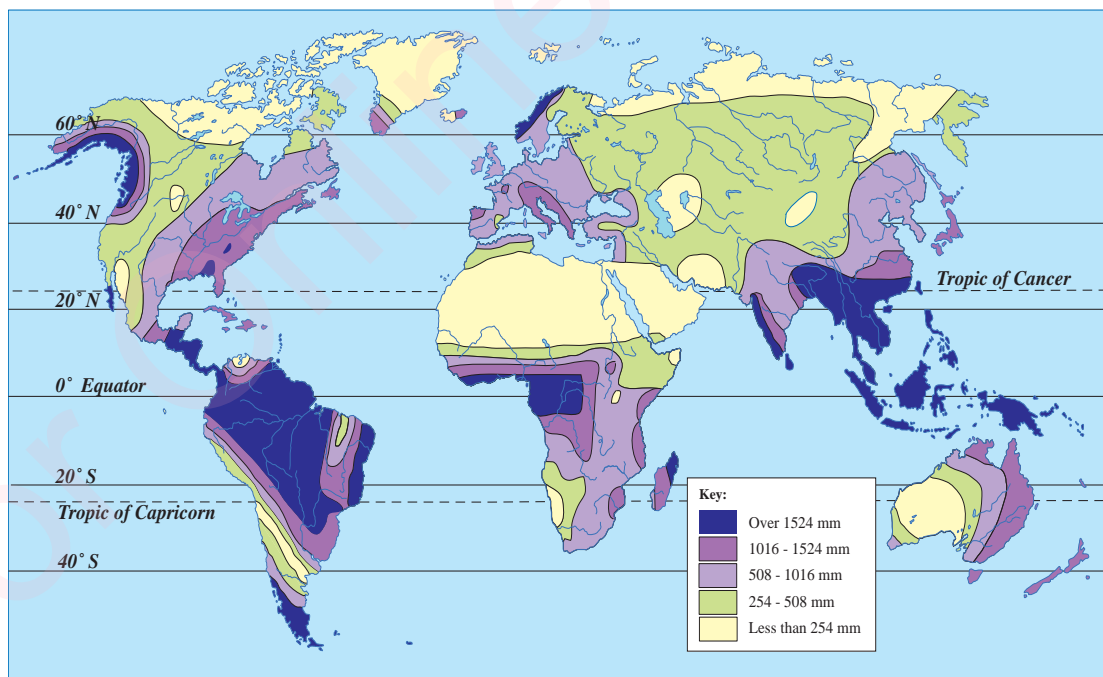 60° N
40° N
Tropic of Cancer
20° N
0° Equator
20° S
Tropic of Capricorn
40° S
Key:
Over 1524 mm
1016 - 1524 mm
508 - 1016 mm
254 - 508 mm
Less than 254 mm